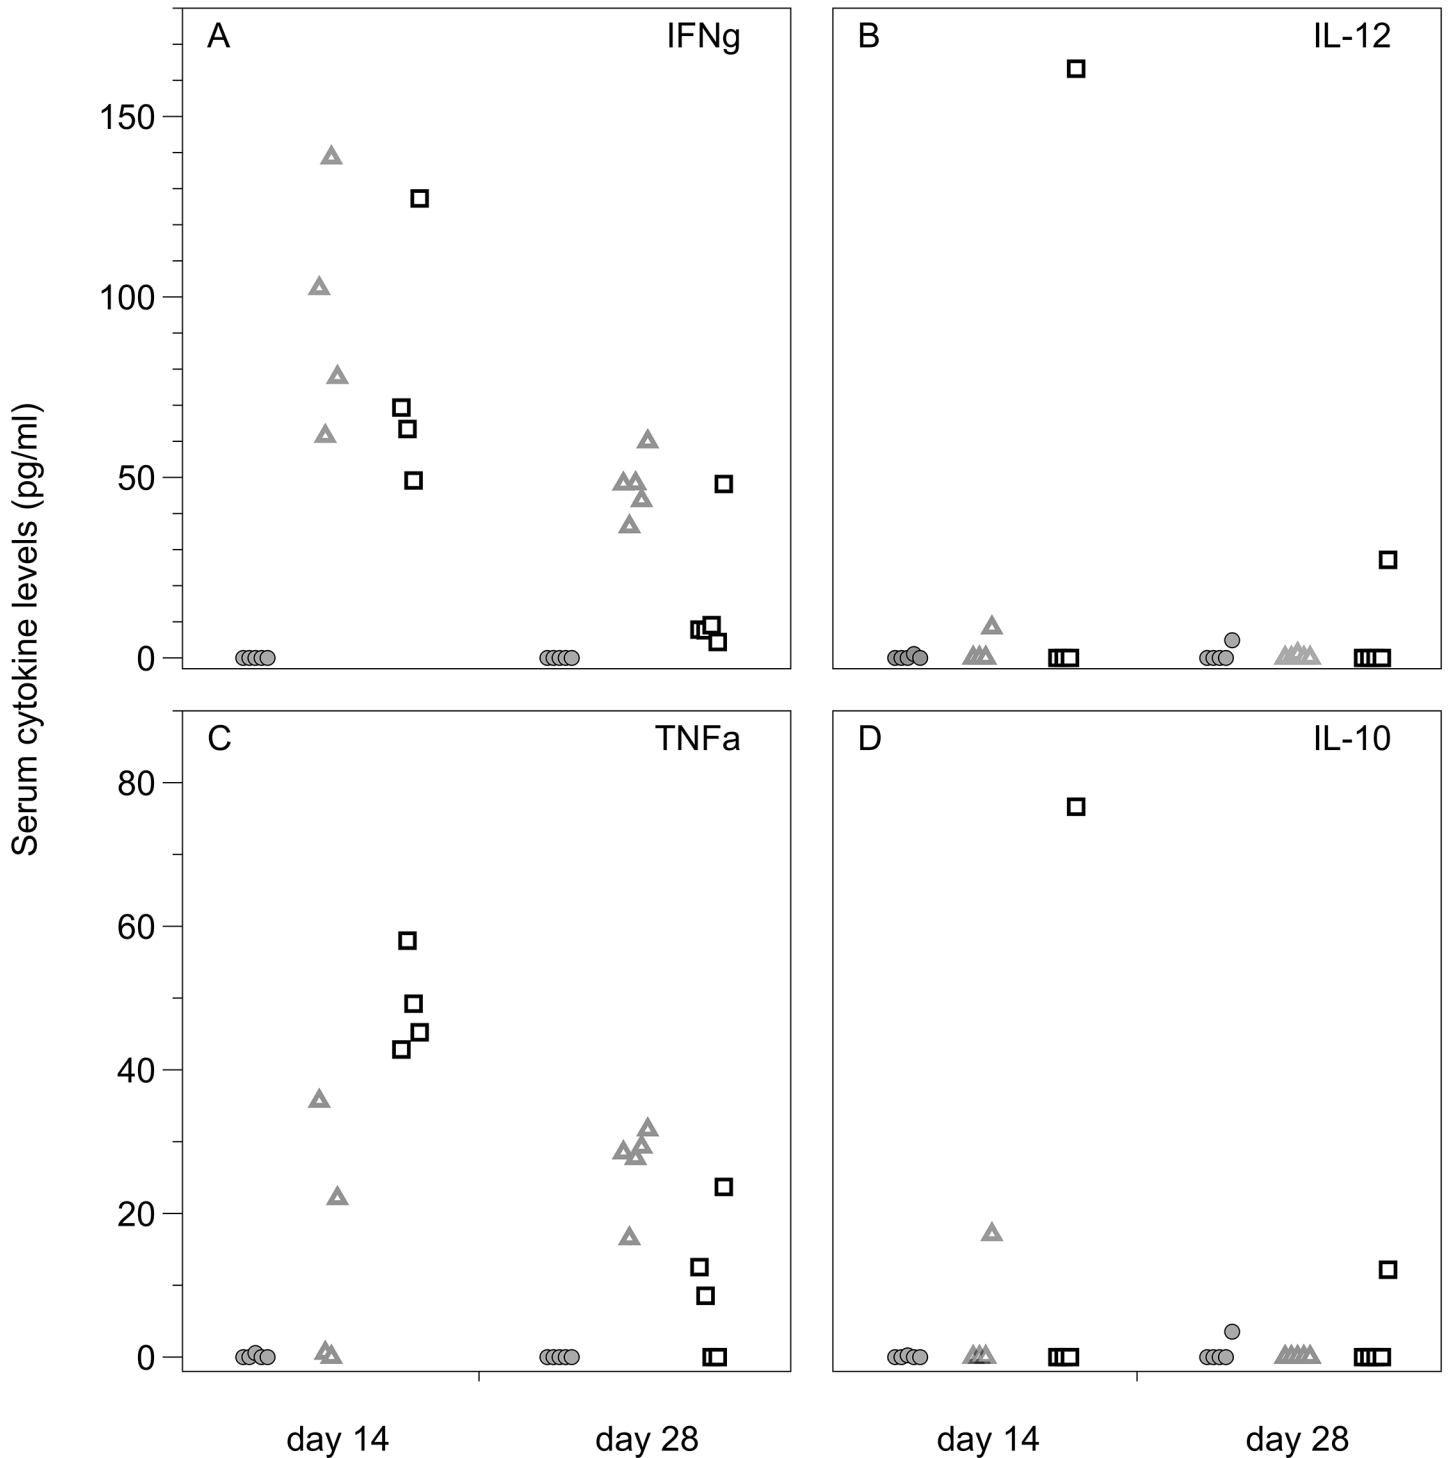 A IFNg
B IL-12
150
100
50
0
Serum cytokine levels (pg/ml)
C TNFa
D IL-10
80
60
40
20
0
day 14 day 28 day 14 day 28